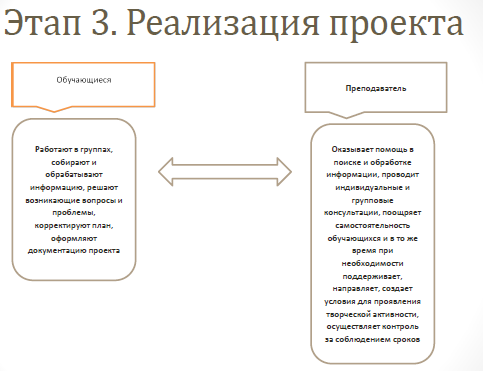 Этап 3. Реализация проекта
Обучающиеся
Работают в группах,
собирают и
обрабатывают
информацию, решают
возникающие вопросы и
проблемы,
корректируют план,
оформляют
документацию проекта
Преподаватель
Оказывает помощь в
поиске и обработке
информации, проводит
индивидуальные и
групповые
консультации, поощряет
самостоятельность
обучающихся и в то же
время при
необходимости
поддерживает,
направляет, создает
условия для проявления
творческой активности,
осуществляет контроль
за соблюдением сроков